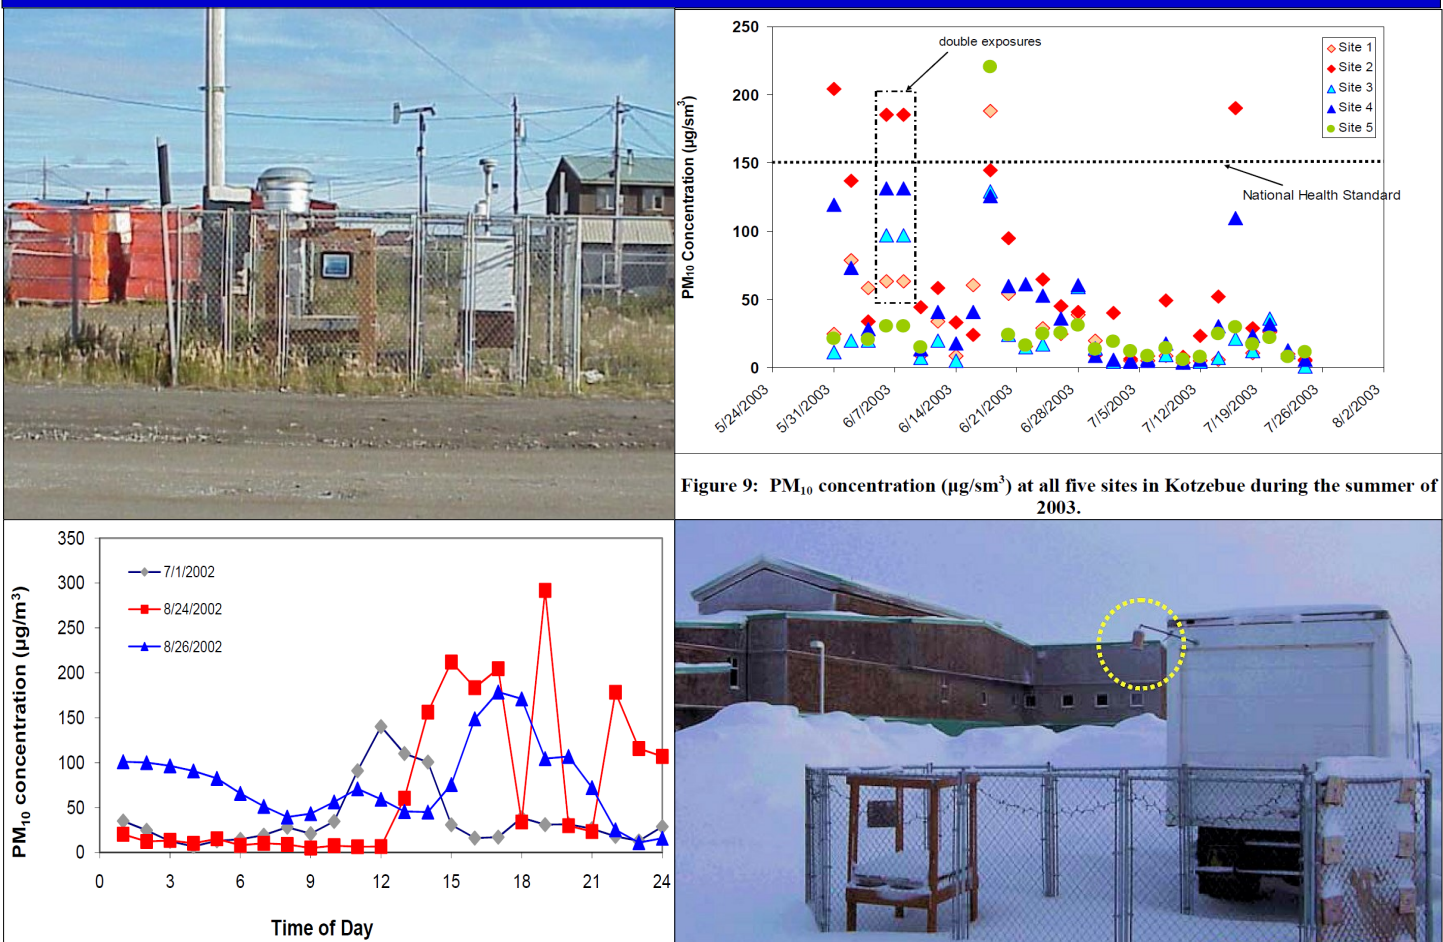 250
200
150
100
50
0
PM10 Concentration (µg/sm3)
double exposures
Site 1
Site 2
Site 3
Site 4
Site 5
National Health Standard
5/24/2003
5/31/2003
6/7/2003
6/14/2003
6/21/2003
6/28/2003
7/5/2003
7/12/2003
7/19/2003
7/26/2003
8/2/2003
Figure 9: PM10 concentration (µg/sm3) at all five sites in Kotzebue during the summer of
2003.
350
300
250
200
150
100
50
0
PM10 concentration (µg/m3)
7/1/2002
8/24/2002
8/26/2002
0 3 6 9 12 15 18 21 24
Time of Day